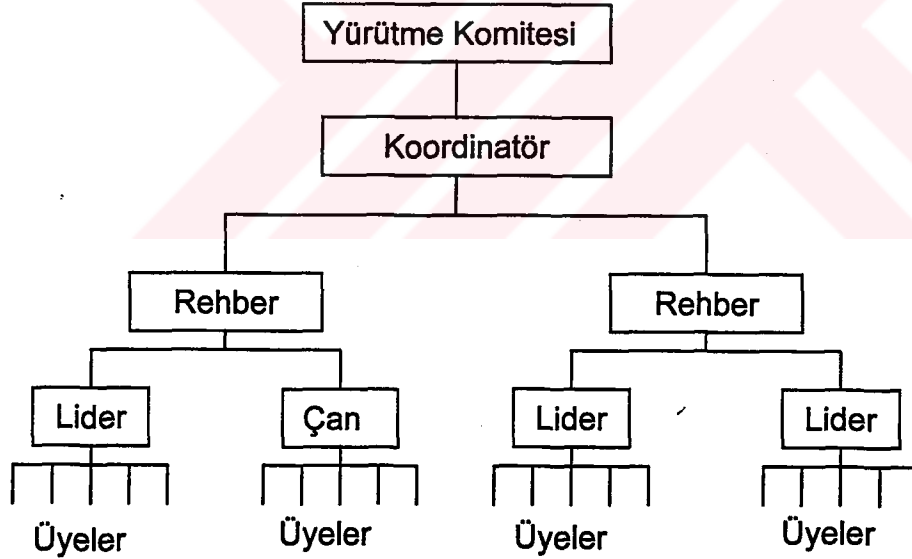 Yürütme Komitesi
Koordinatör
Rehber Rehber
Lider Çan Lider Lider
Üyeler Üyeler Üyeler Üyeler